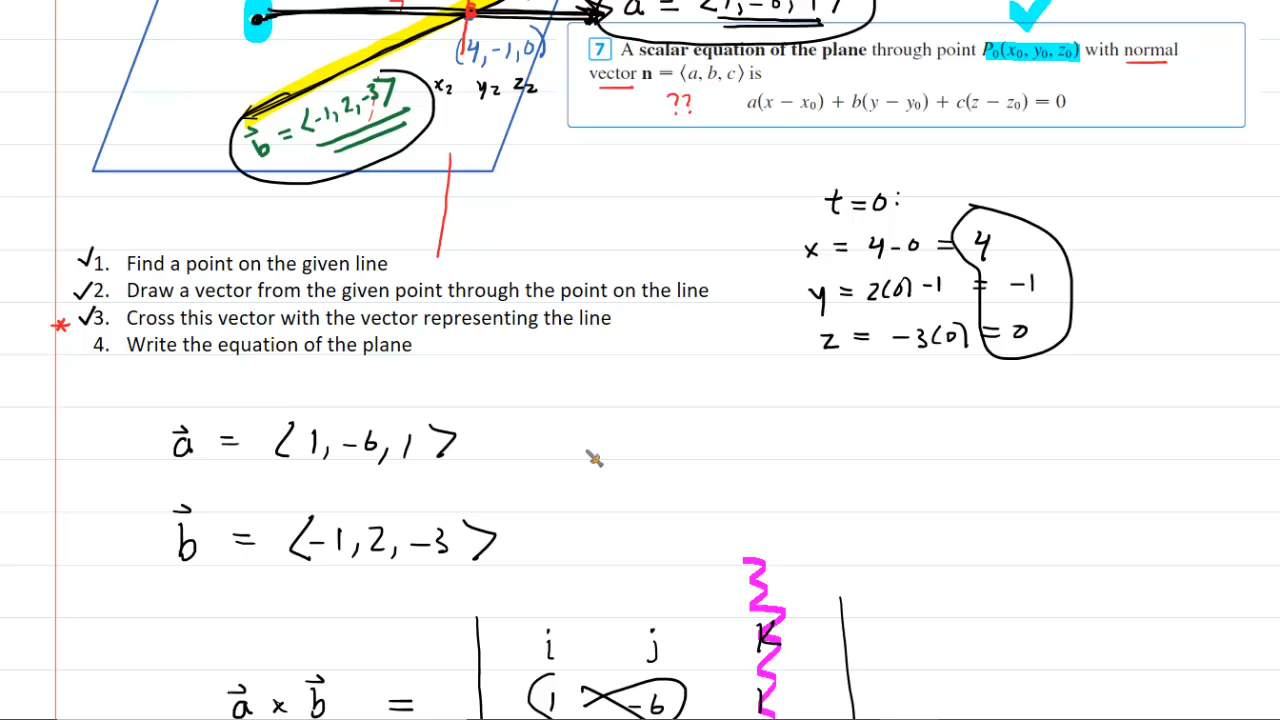 a = <1, -6, 1>
(4, -1, 0)
x₂ y₂ z₂
b⃗ = <-1, 2, -3>
7 A scalar equation of the plane through point P₀(x₀, y₀, z₀) with normal
vector n = ⟨a, b, c⟩ is
?? a(x − x₀) + b(y − y₀) + c(z − z₀) = 0
t = 0:
x = 4 - 0 = 4
y = 2(0) - 1 = -1
z = -3(0) = 0
✓1. Find a point on the given line
✓2. Draw a vector from the given point through the point on the line
* ✓3. Cross this vector with the vector representing the line
4. Write the equation of the plane
a⃗ = <1, -6, 1>
b⃗ = <-1, 2, -3>
i j K
a⃗ × b⃗ = 1 -6 1